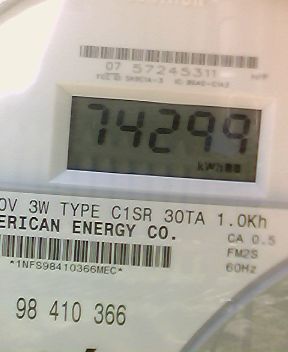 07 57245311
74299
kWh
0V 3W TYPE C1SR 30TA 1.0Kh
ERICAN ENERGY CO.
CA 0.5
*1NFS98410366MEC*
FM2S
60Hz
98 410 366